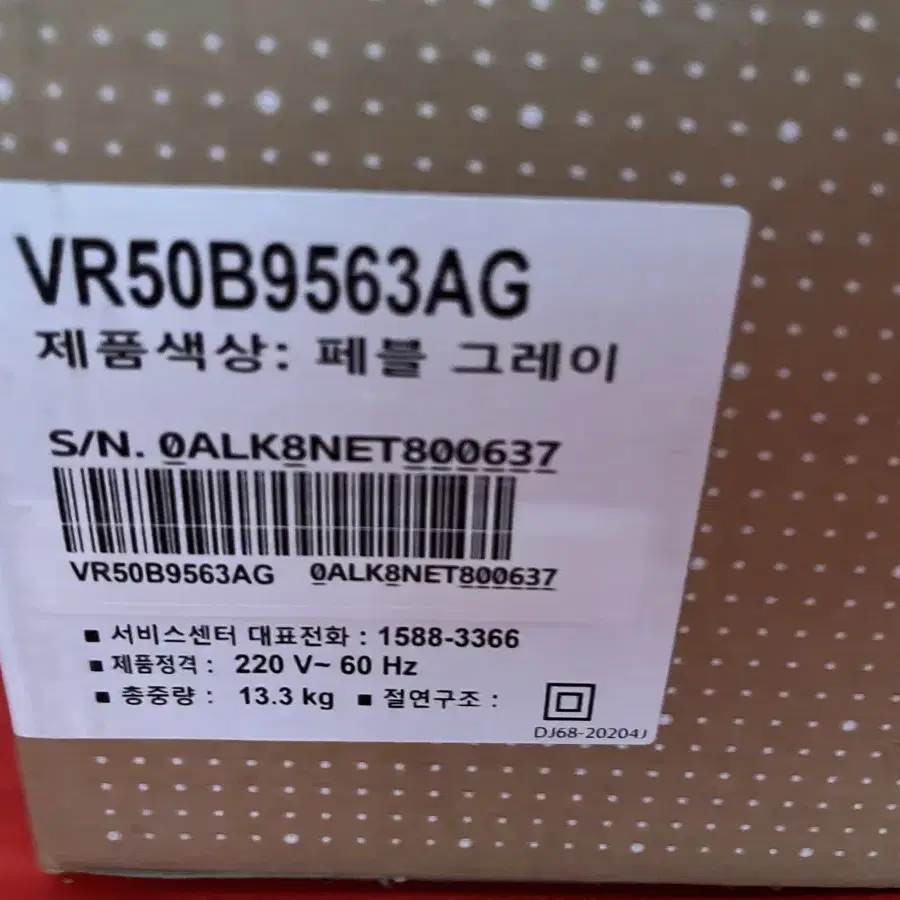 VR50B9563AG
제품색상: 페블 그레이
S/N. 0ALK8NET800637
VR50B9563AG 0ALK8NET800637
■ 서비스센터 대표전화 : 1588-3366
■ 제품정격 : 220 V~ 60 Hz
■ 총중량 : 13.3 kg ■ 절연구조 :
DJ68-20204J